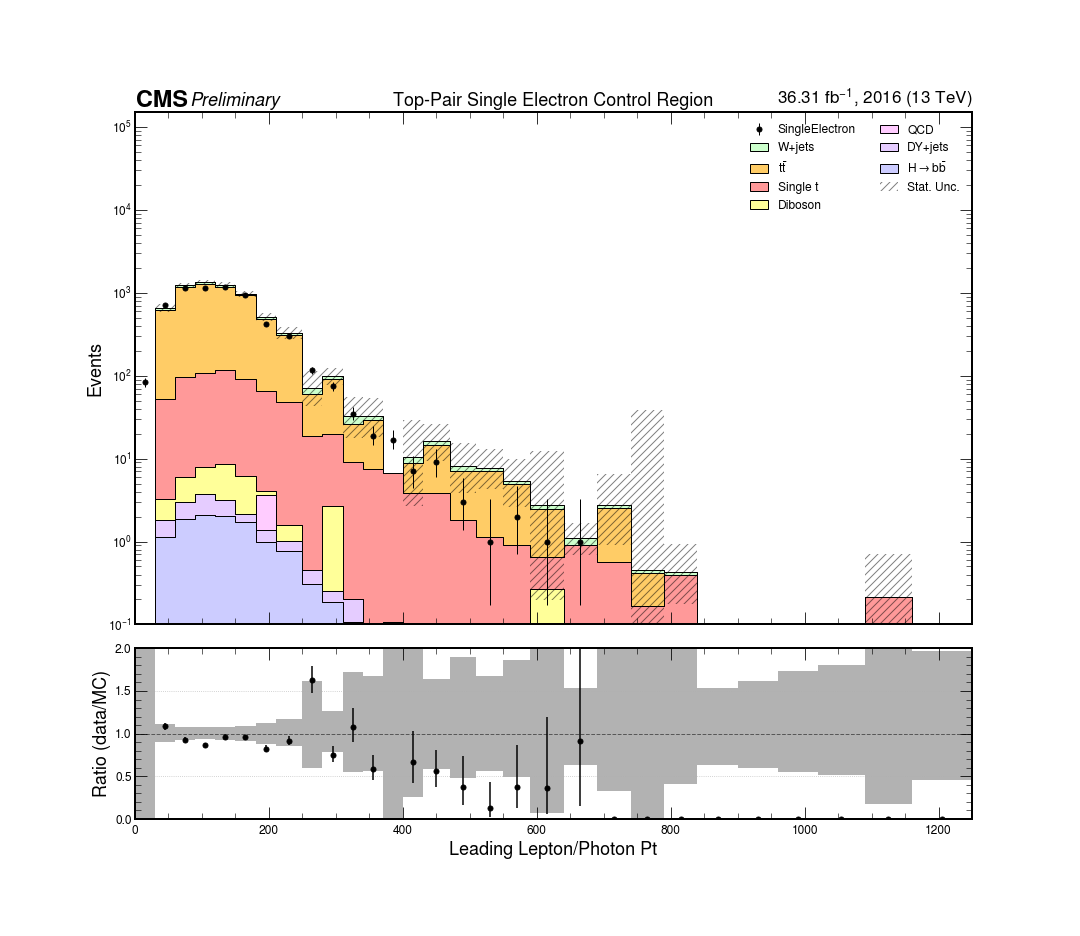 CMS Preliminary Top-Pair Single Electron Control Region 36.31 fb⁻¹, 2016 (13 TeV)
SingleElectron QCD
W+jets DY+jets
tt̄ H→bb̄
Single t Stat. Unc.
Diboson
Events
10⁵
10⁴
10³
10²
10¹
10⁰
10⁻¹
Ratio (data/MC)
2.0
1.5
1.0
0.5
0.0
0 200 400 600 800 1000 1200
Leading Lepton/Photon Pt